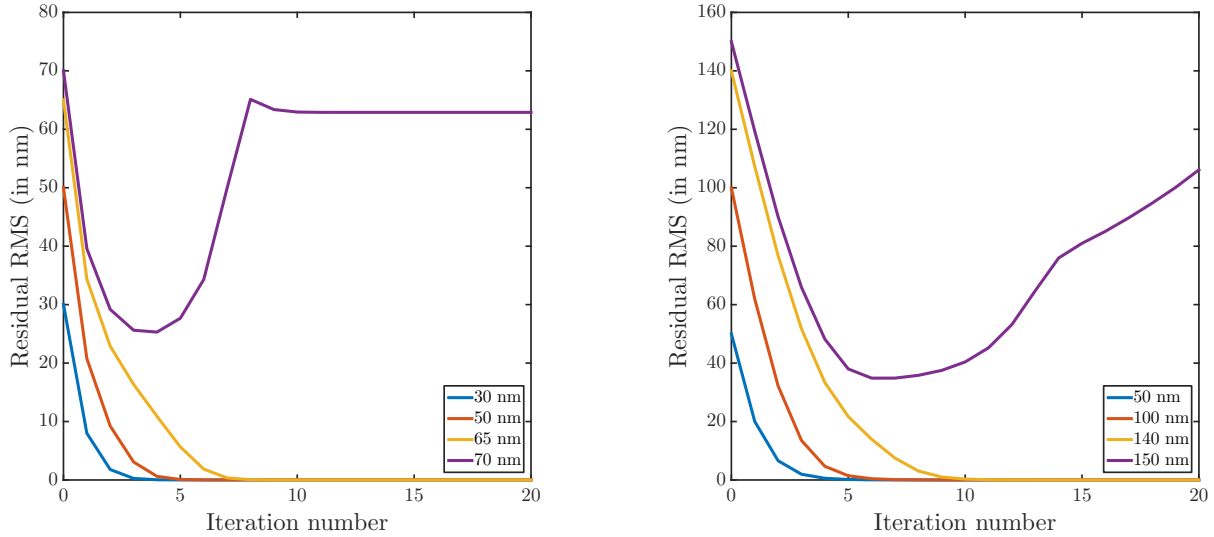 80
70
60
50
40
30
20
10
0
Residual RMS (in nm)
0 5 10 15 20
Iteration number
30 nm
50 nm
65 nm
70 nm
160
140
120
100
80
60
40
20
0
Residual RMS (in nm)
0 5 10 15 20
Iteration number
50 nm
100 nm
140 nm
150 nm